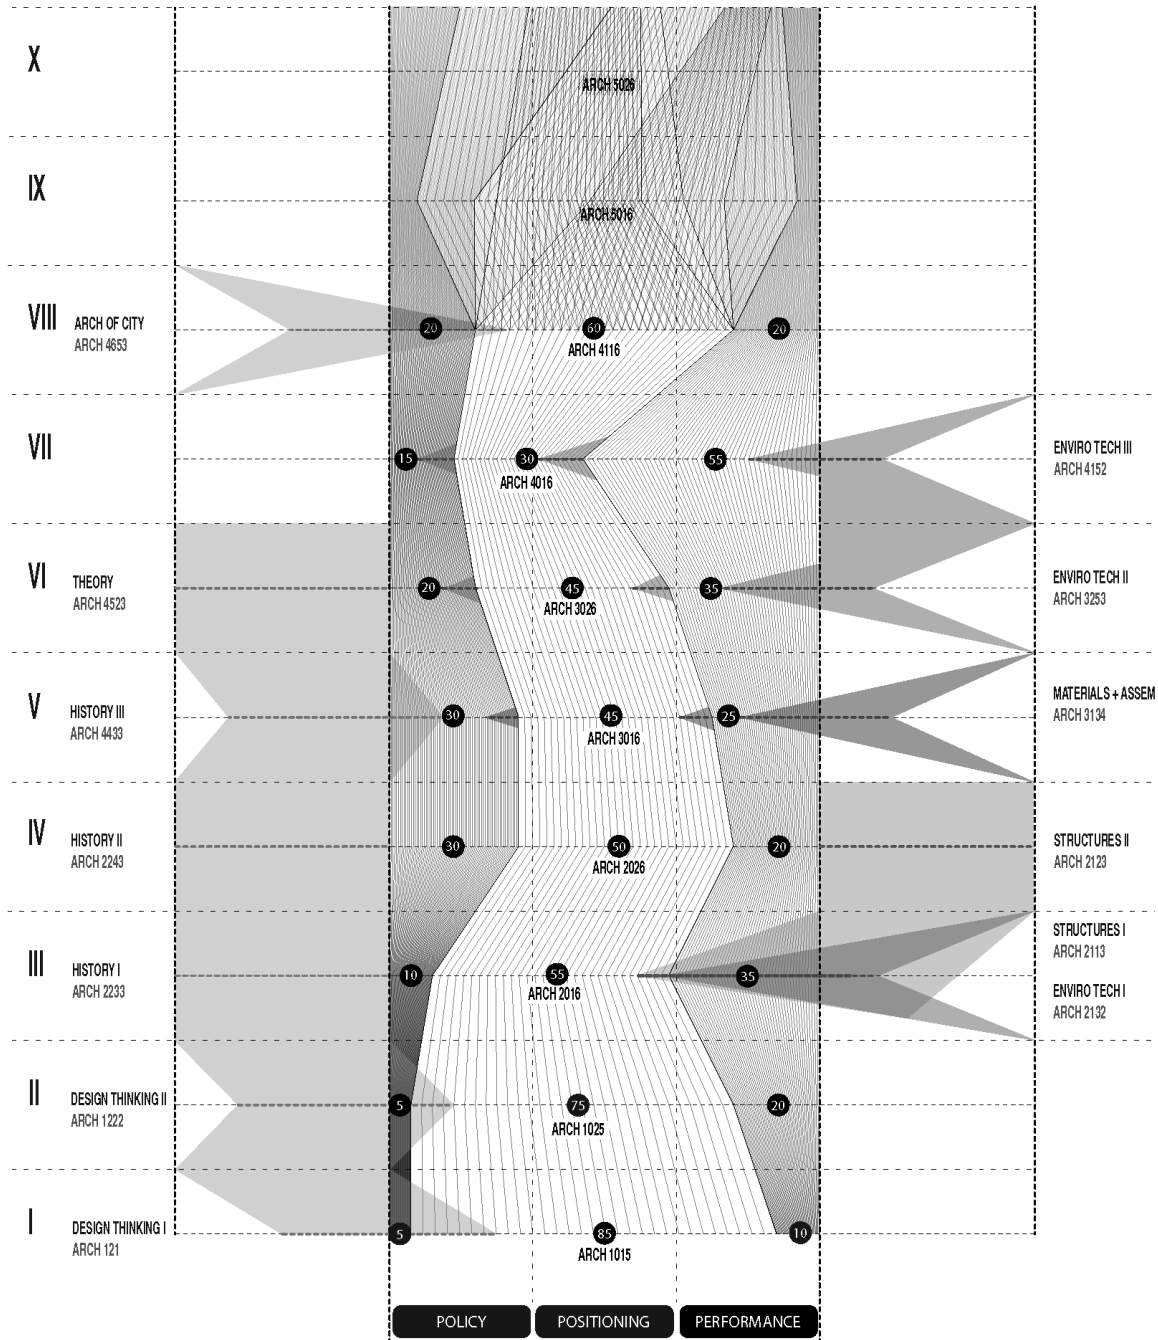 X
ARCH 5026
IX
ARCH 5016
VIII
ARCH OF CITY
ARCH 4653
20
60
20
ARCH 4116
VII
15
30
55
ARCH 4016
ENVIRO TECH III
ARCH 4152
VI
THEORY
ARCH 4523
20
45
35
ARCH 3026
ENVIRO TECH II
ARCH 3253
V
HISTORY III
ARCH 4433
30
45
25
ARCH 3016
MATERIALS + ASSEM
ARCH 3134
IV
HISTORY II
ARCH 2243
30
50
20
ARCH 2026
STRUCTURES II
ARCH 2123
III
HISTORY I
ARCH 2233
10
55
35
ARCH 2016
STRUCTURES I
ARCH 2113
ENVIRO TECH I
ARCH 2132
II
DESIGN THINKING II
ARCH 1222
5
75
20
ARCH 1025
I
DESIGN THINKING I
ARCH 121
5
85
10
ARCH 1015
POLICY
POSITIONING
PERFORMANCE